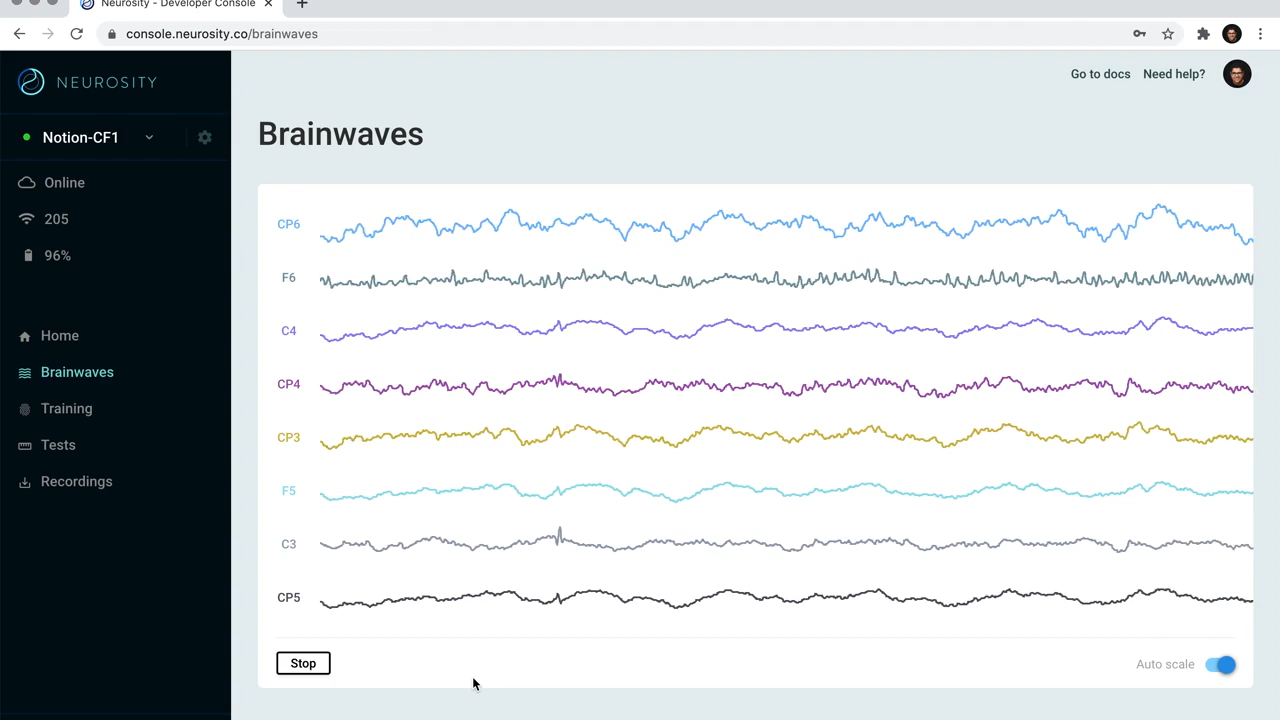 Neurosity - Developer Console
console.neurosity.co/brainwaves
NEUROSITY
Go to docs Need help?
Notion-CF1
Brainwaves
Online
205
96%
Home
Brainwaves
Training
Tests
Recordings
CP6
F6
C4
CP4
CP3
F5
C3
CP5
Stop
Auto scale